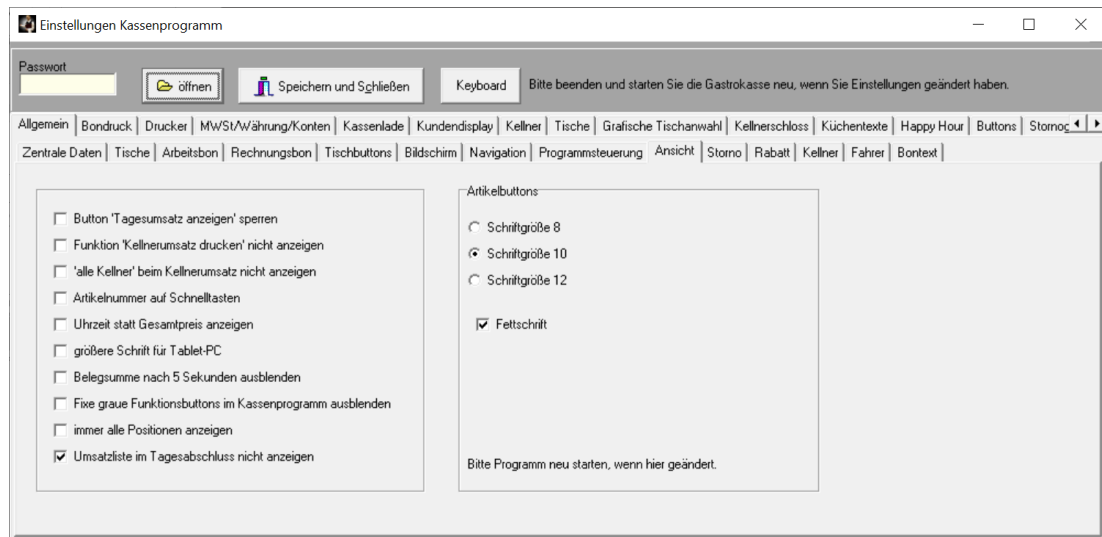 Einstellungen Kassenprogramm
Passwort
öffnen
Speichern und Schließen
Keyboard
Bitte beenden und starten Sie die Gastrokasse neu, wenn Sie Einstellungen geändert haben.
Allgemein Bondruck Drucker MWSt/Währung/Konten Kassenlade Kundendisplay Kellner Tische Grafische Tischanwahl Kellnerschloss Küchentexte Happy Hour Buttons
Zentrale Daten Tische Arbeitsbon Rechnungsbon Tischbuttons Bildschirm Navigation Programmsteuerung Ansicht Storno Rabatt Kellner Fahrer Bontext
Button 'Tagesumsatz anzeigen' sperren
Funktion 'Kellnerumsatz drucken' nicht anzeigen
'alle Kellner' beim Kellnerumsatz nicht anzeigen
Artikelnummer auf Schnelltasten
Uhrzeit statt Gesamtpreis anzeigen
größere Schrift für Tablet-PC
Belegsumme nach 5 Sekunden ausblenden
Fixe graue Funktionsbuttons im Kassenprogramm ausblenden
immer alle Positionen anzeigen
Umsatzliste im Tagesabschluss nicht anzeigen
Artikelbuttons
Schriftgröße 8
Schriftgröße 10
Schriftgröße 12
Fettschrift
Bitte Programm neu starten, wenn hier geändert.